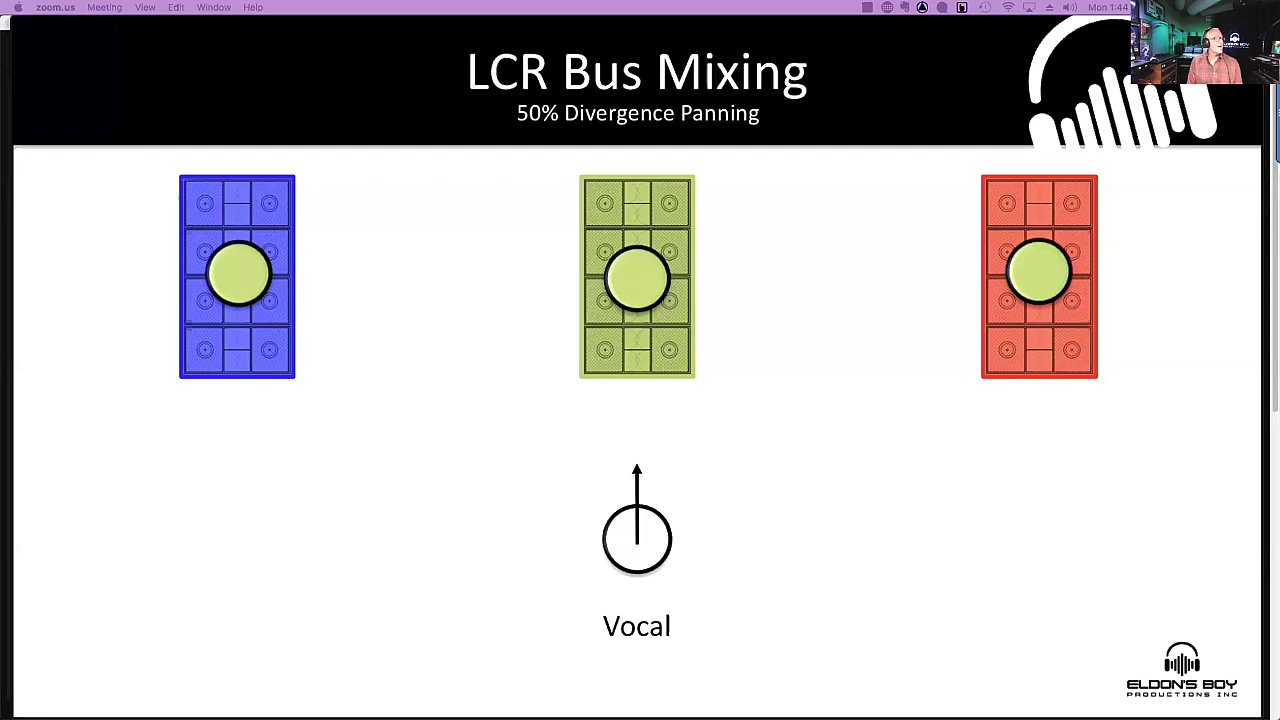 zoom.us Meeting View Edit Window Help Mon 1:44
LCR Bus Mixing
50% Divergence Panning
Vocal
ELDON'S BOY
PRODUCTIONS INC